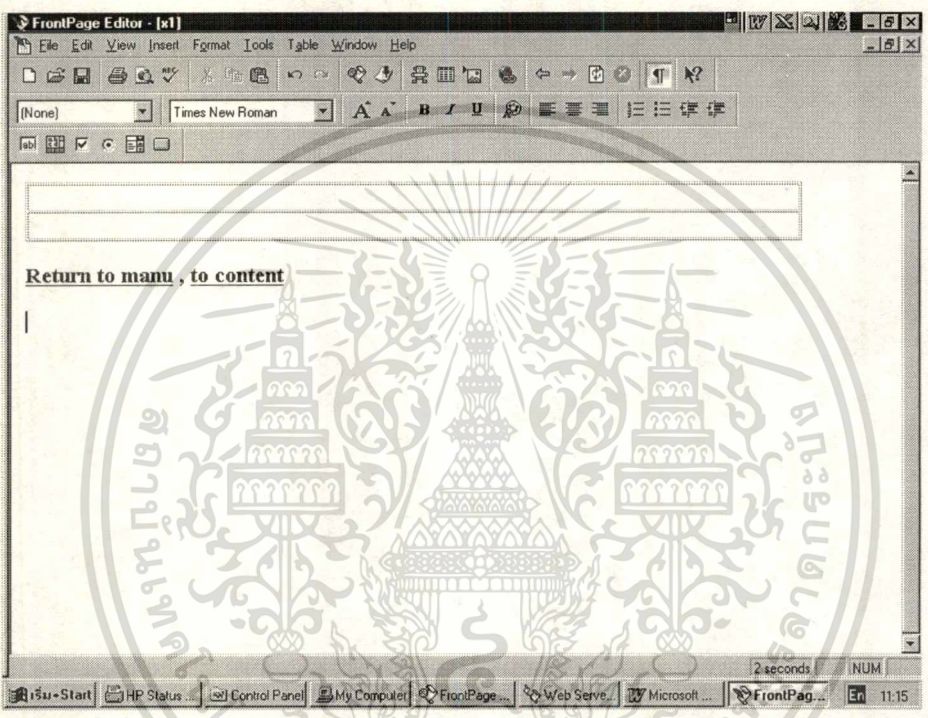 FrontPage Editor - [x1]
File Edit View Insert Format Tools Table Window Help
(None) Times New Roman A A B I U
Return to manu , to content
2 seconds NUM
เริ่ม-Start HP Status ... Control Panel My Computer FrontPage ... Web Serve... Microsoft ... FrontPag... En 11:15